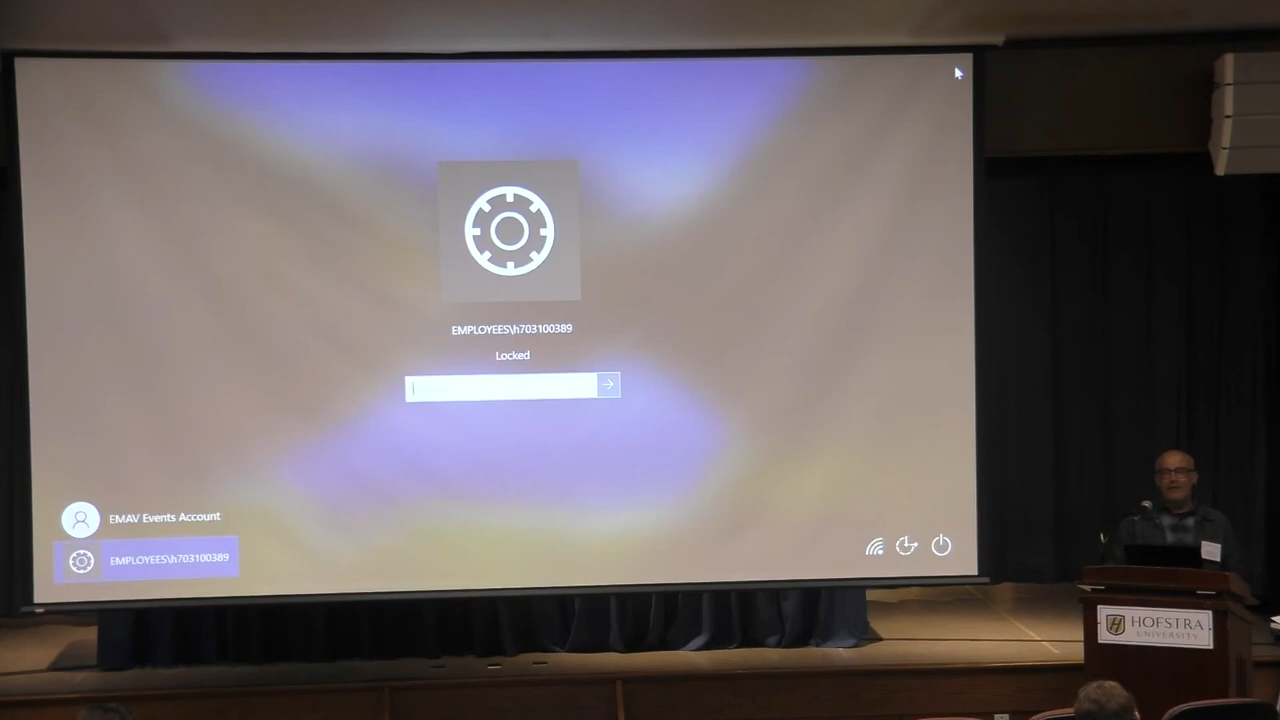 EMPLOYEES\h703100389
Locked
EMAV Events Account
EMPLOYEES\h703100389
HOFSTRA
UNIVERSITY